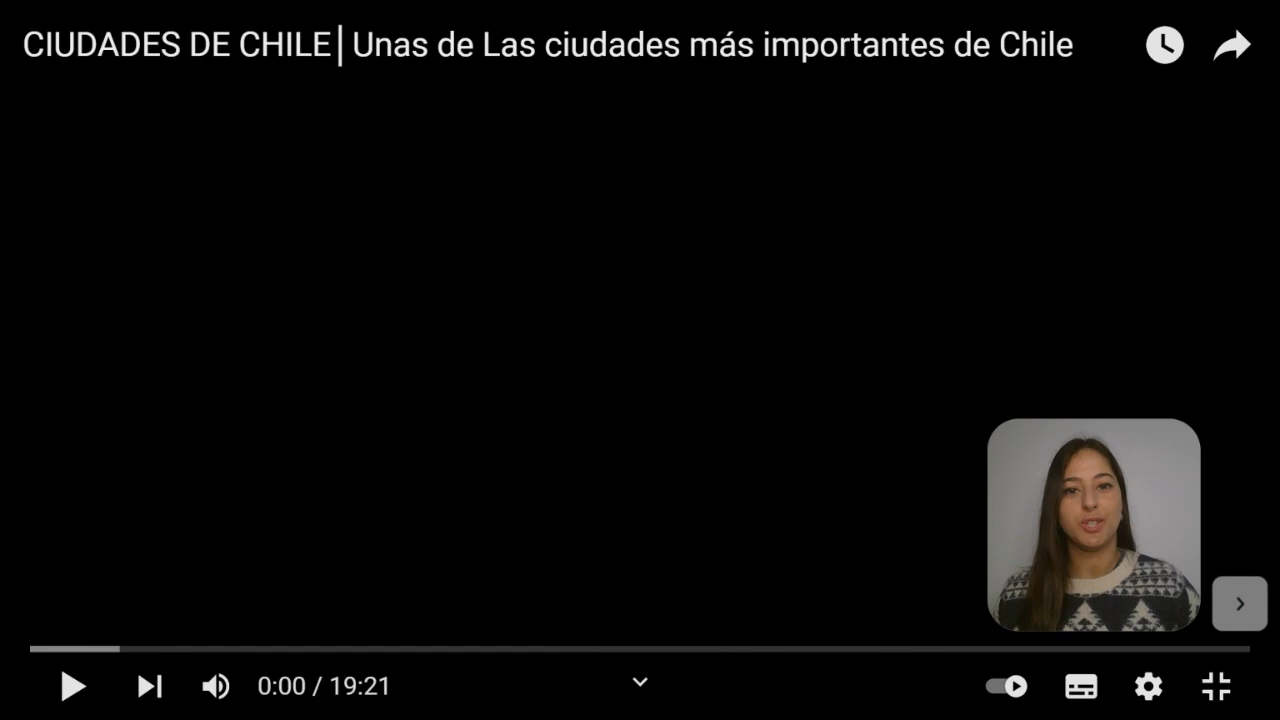 CIUDADES DE CHILE│Unas de Las ciudades más importantes de Chile
0:00 / 19:21